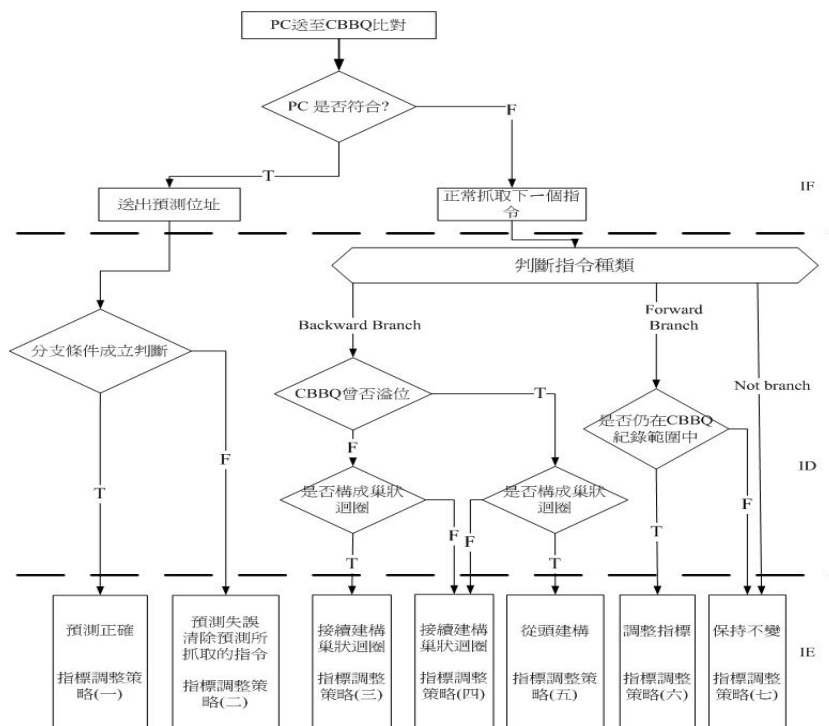 PC送至CBBQ比對
PC 是否符合?
F
T
IF
送出預測位址
正常抓取下一個指
令
判斷指令種類
Backward Branch
Forward
Branch
Not branch
分支條件成立判斷
CBBQ曾否溢位
T
是否仍在CBBQ
紀錄範圍中
F
F
T
是否構成巢狀
迴圈
是否構成巢狀
迴圈
ID
T
F
F
F
T
T
預測正確
指標調整策
略(一)
預測失誤
清除預測所
抓取的指令
指標調整策
略(二)
接續建構
巢狀迴圈
指標調整
策略(三)
接續建構
巢狀迴圈
指標調整
策略(四)
從頭建構
指標調整
策略(五)
調整指標
指標調整
策略(六)
保持不變
指標調整
策略(七)
IE